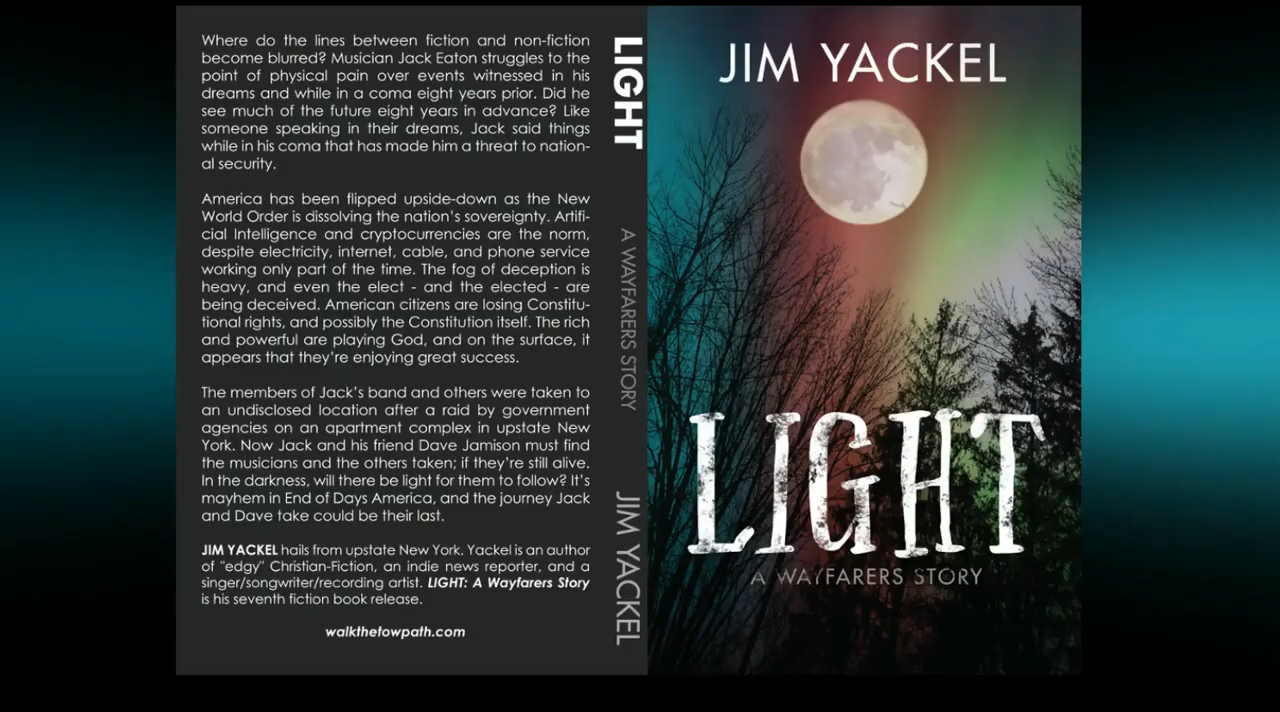 Where do the lines between fiction and non-fiction
become blurred? Musician Jack Eaton struggles to the
point of physical pain over events witnessed in his
dreams and while in a coma eight years prior. Did he
see much of the future eight years in advance? Like
someone speaking in their dreams, Jack said things
while in his coma that has made him a threat to nation-
al security.
America has been flipped upside-down as the New
World Order is dissolving the nation's sovereignty. Artifi-
cial Intelligence and cryptocurrencies are the norm,
despite electricity, internet, cable, and phone service
working only part of the time. The fog of deception is
heavy, and even the elect - and the elected - are
being deceived. American citizens are losing Constitu-
tional rights, and possibly the Constitution itself. The rich
and powerful are playing God, and on the surface, it
appears that they're enjoying great success.
The members of Jack's band and others were taken to
an undisclosed location after a raid by government
agencies on an apartment complex in upstate New
York. Now Jack and his friend Dave Jamison must find
the musicians and the others taken; if they're still alive.
In the darkness, will there be light for them to follow? It's
mayhem in End of Days America, and the journey Jack
and Dave take could be their last.
JIM YACKEL hails from upstate New York. Yackel is an author
of "edgy" Christian-Fiction, an indie news reporter, and a
singer/songwriter/recording artist. LIGHT: A Wayfarers Story
is his seventh fiction book release.
walkthetowpath.com
LIGHT
A WAYFARERS STORY
JIM YACKEL
JIM YACKEL
LIGHT
A WAYFARERS STORY